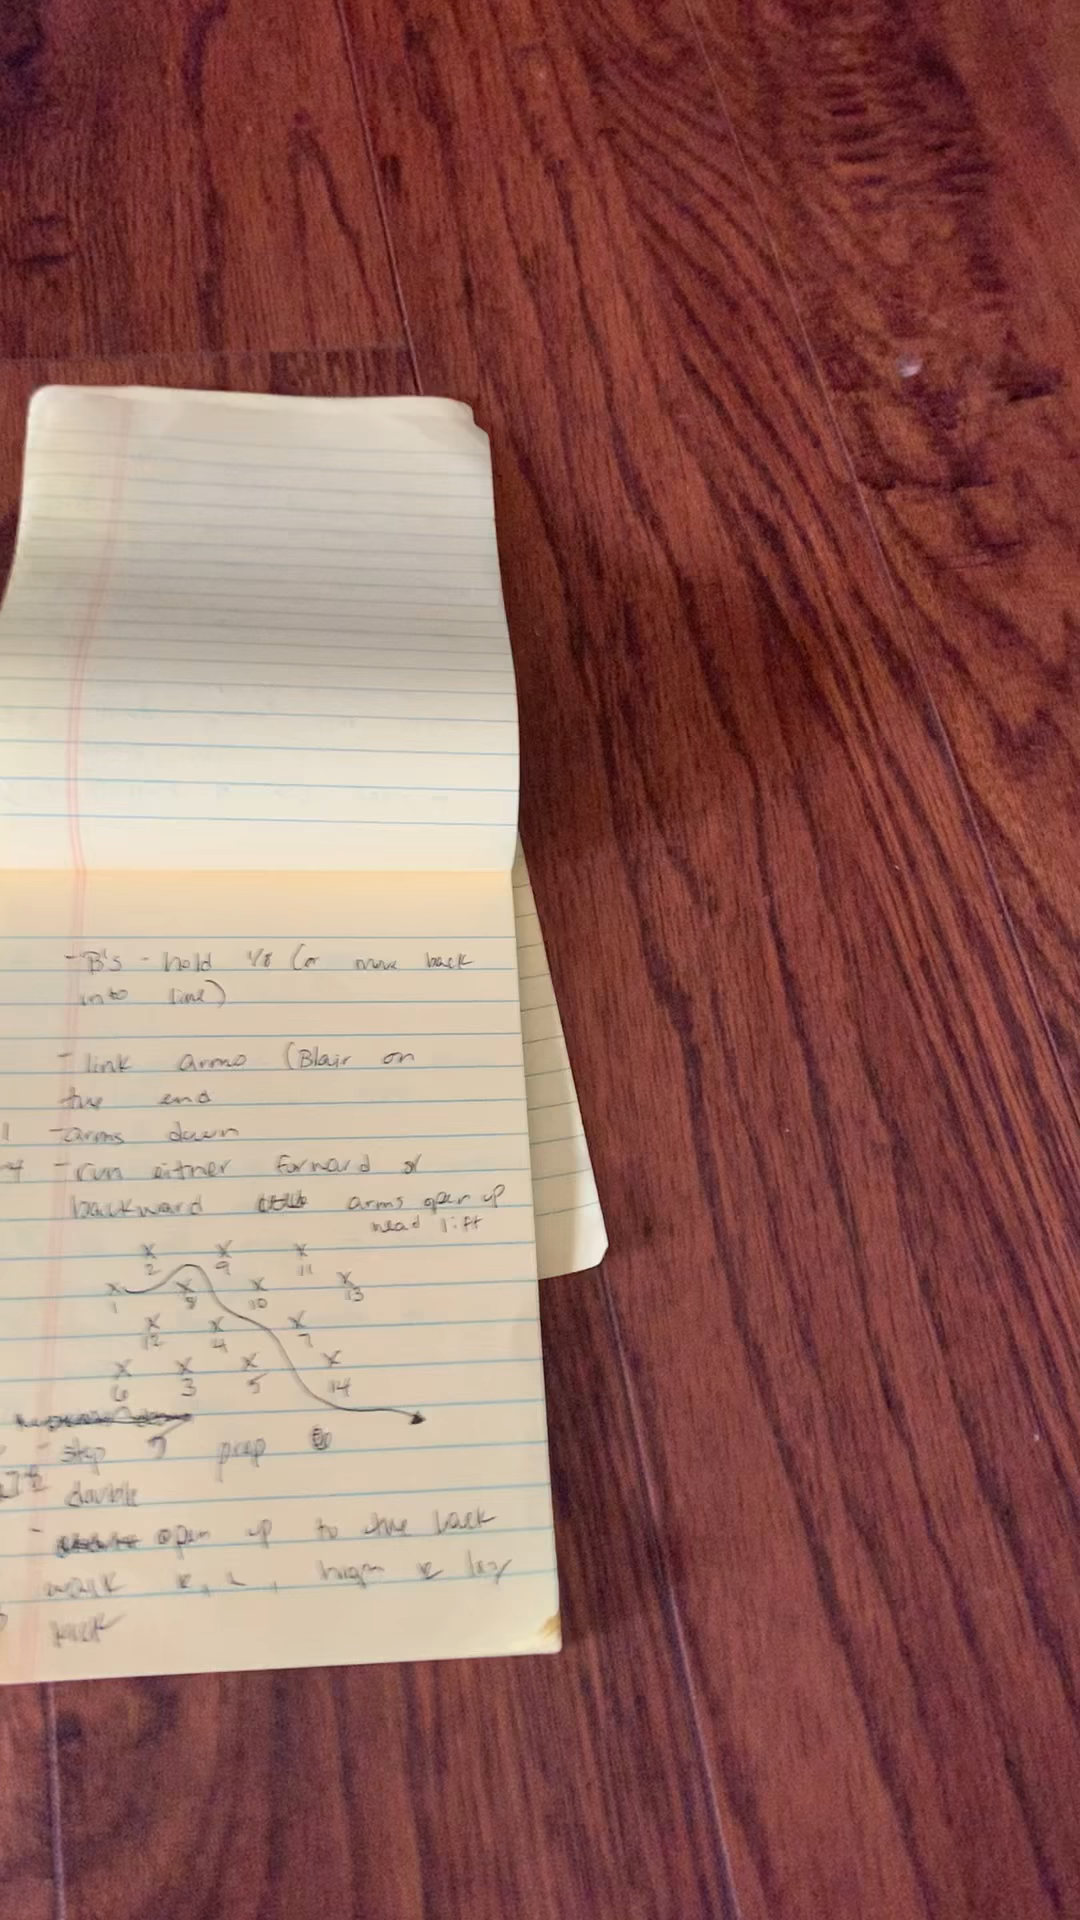 - B's - hold 1/8 (or move back
into line)
- link arms (Blair on
the end
1 - arms down
-4 - run either forward or
backward arms open up
head lift
x x x
2 9 11
x x x x
1 8 10 13
x x x
12 4 7
x x x x
6 3 5 14
- step prep
double
- open up to the back
walk R, L, high R leg
kick